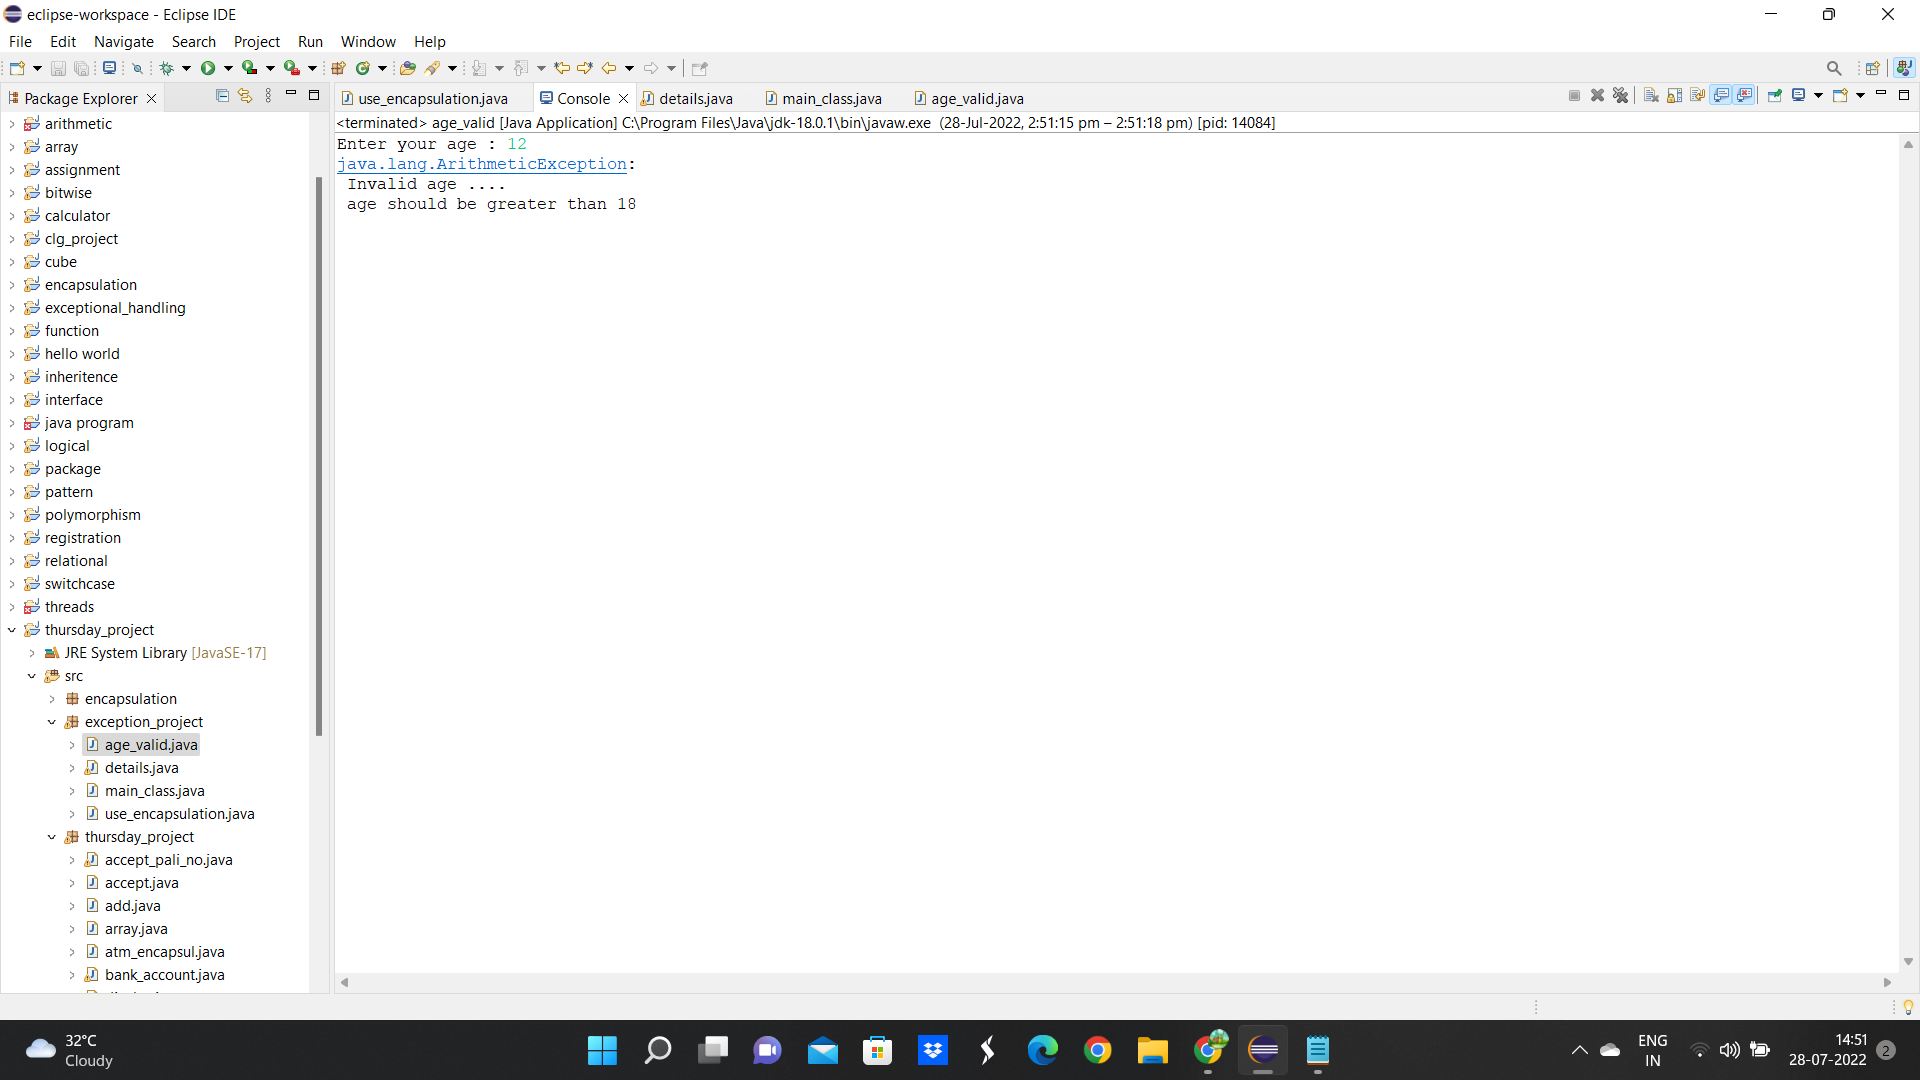 eclipse-workspace - Eclipse IDE
File Edit Navigate Search Project Run Window Help
Package Explorer
use_encapsulation.java Console details.java main_class.java age_valid.java
<terminated> age_valid [Java Application] C:\Program Files\Java\jdk-18.0.1\bin\javaw.exe (28-Jul-2022, 2:51:15 pm – 2:51:18 pm) [pid: 14084]
Enter your age : 12
java.lang.ArithmeticException:
Invalid age ....
age should be greater than 18
arithmetic
array
assignment
bitwise
calculator
clg_project
cube
encapsulation
exceptional_handling
function
hello world
inheritence
interface
java program
logical
package
pattern
polymorphism
registration
relational
switchcase
threads
thursday_project
JRE System Library [JavaSE-17]
src
encapsulation
exception_project
age_valid.java
details.java
main_class.java
use_encapsulation.java
thursday_project
accept_pali_no.java
accept.java
add.java
array.java
atm_encapsul.java
bank_account.java
32°C
Cloudy
ENG
IN
14:51
28-07-2022
2